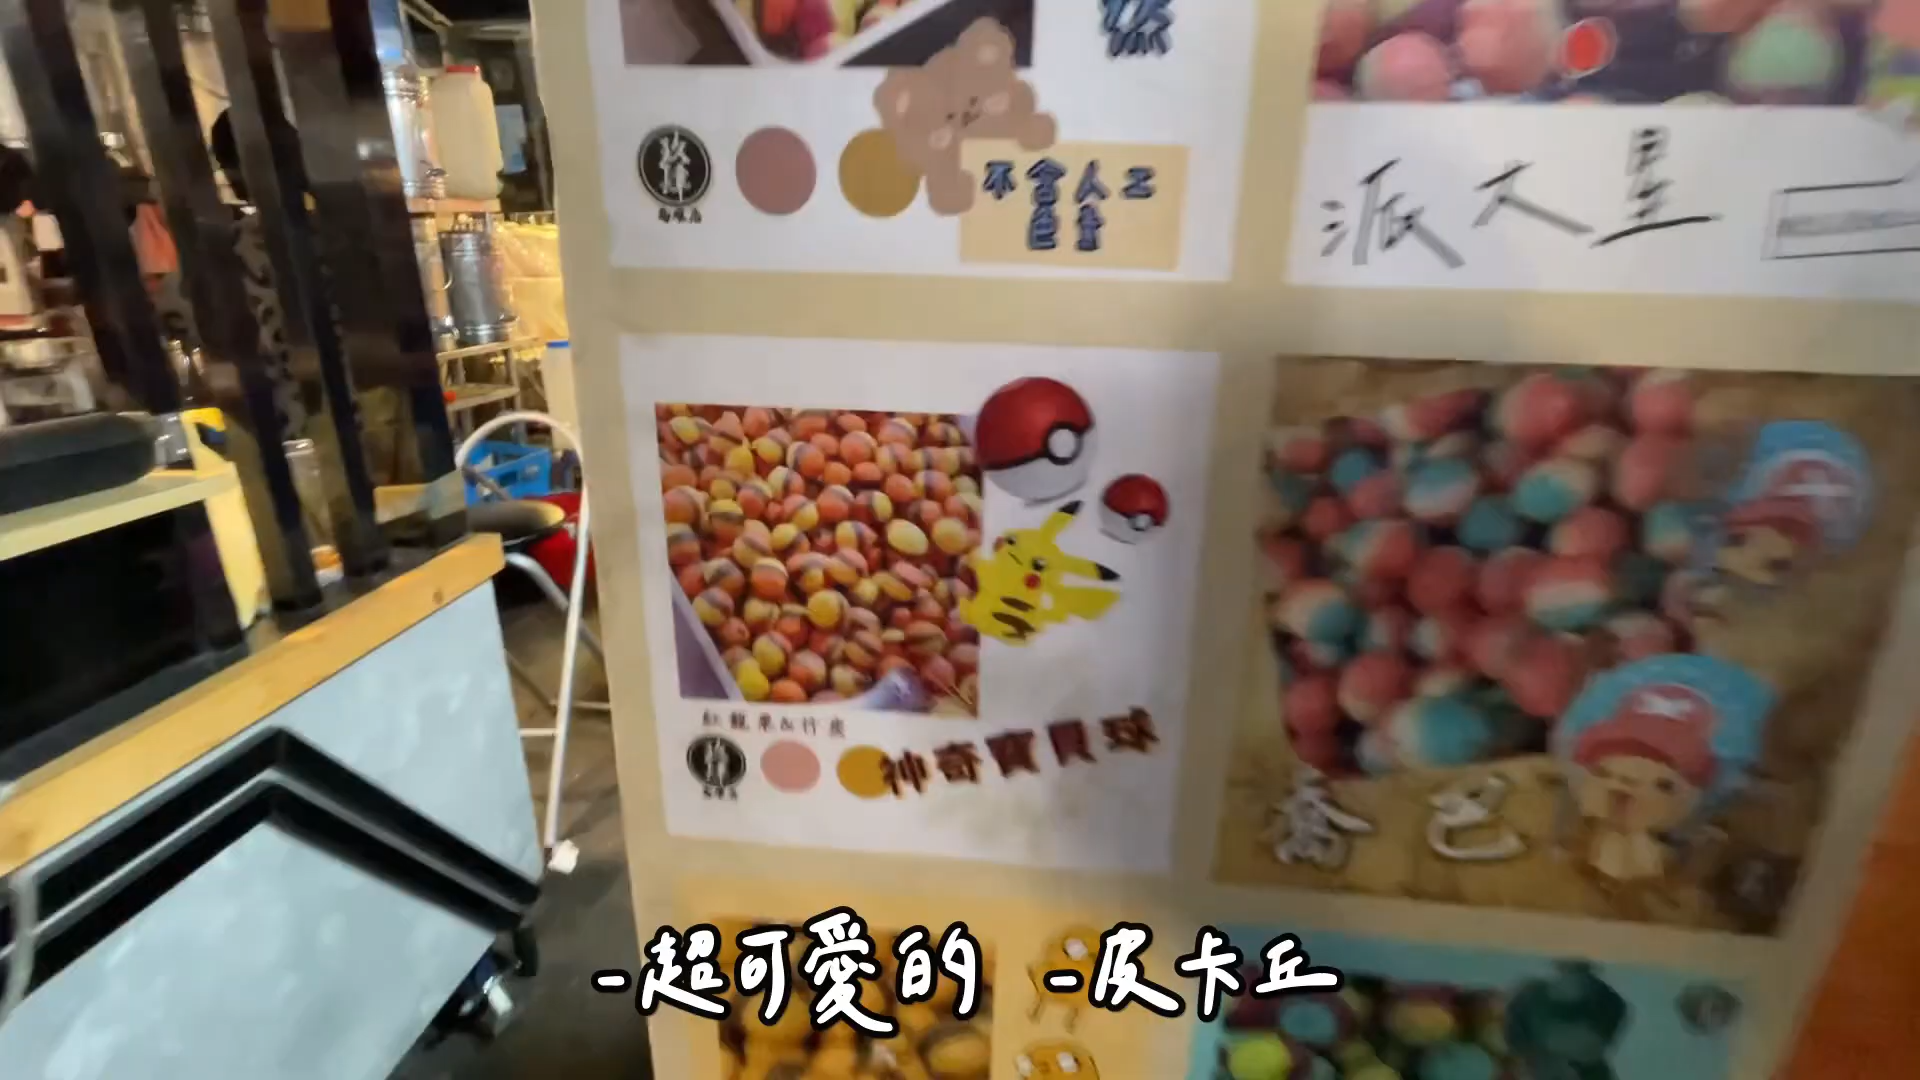 不含人工
色素
派大星
紅龍果&竹炭
神奇寶貝球
喬巴
-超可愛的 -皮卡丘